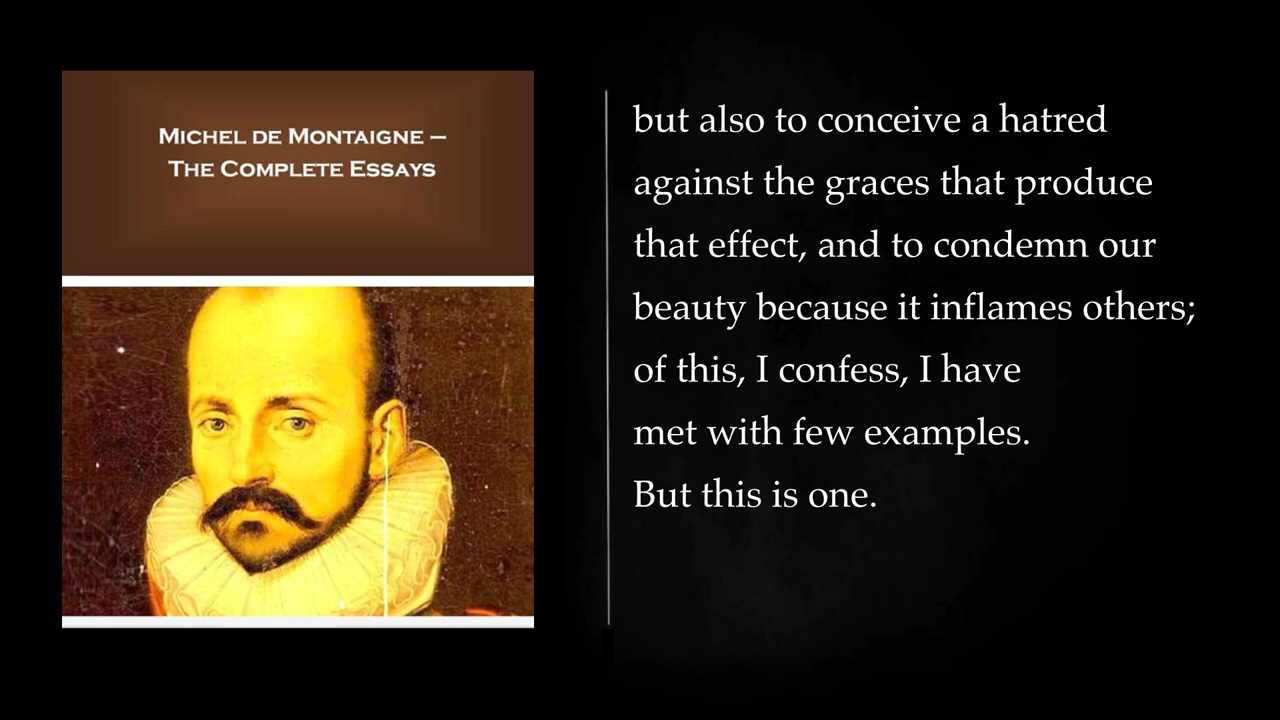 MICHEL DE MONTAIGNE –
THE COMPLETE ESSAYS
but also to conceive a hatred
against the graces that produce
that effect, and to condemn our
beauty because it inflames others;
of this, I confess, I have
met with few examples.
But this is one.